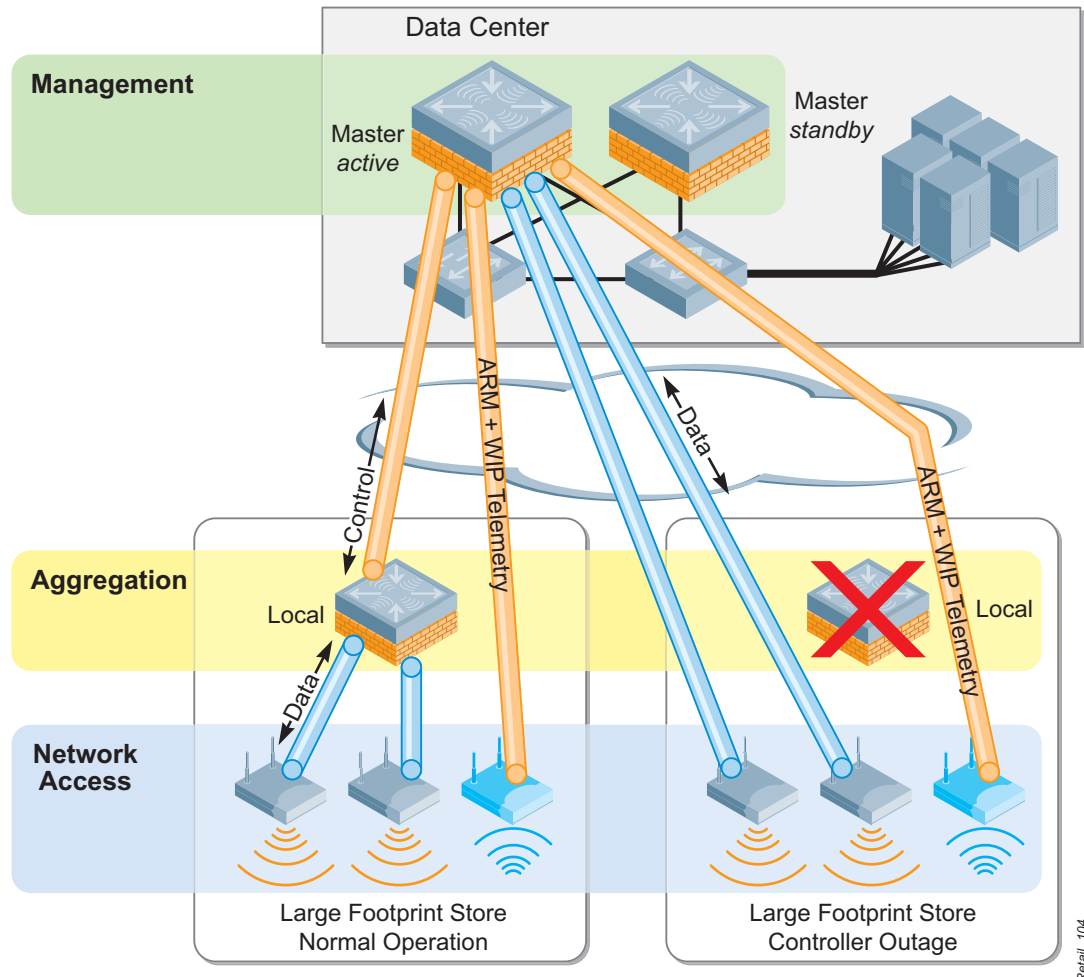 Data Center
Management
Master
active
Master
standby
ARM + WIP Telemetry
Data
Control
ARM + WIP Telemetry
Aggregation
Local
Local
Data
Network
Access
Large Footprint Store
Normal Operation
Large Footprint Store
Controller Outage
Retail_104